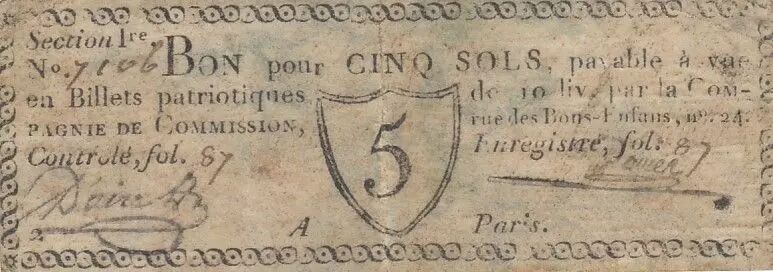 Section 1re.
No. 7106 BON pour CINQ SOLS, payable à vue
en Billets patriotiques de 10 liv. par la COM-
PAGNIE DE COMMISSION, rue des Bons-Enfans, no. 24.
Controlé, fol. 87 Enregistré, fol. 87
5
2 A Paris.